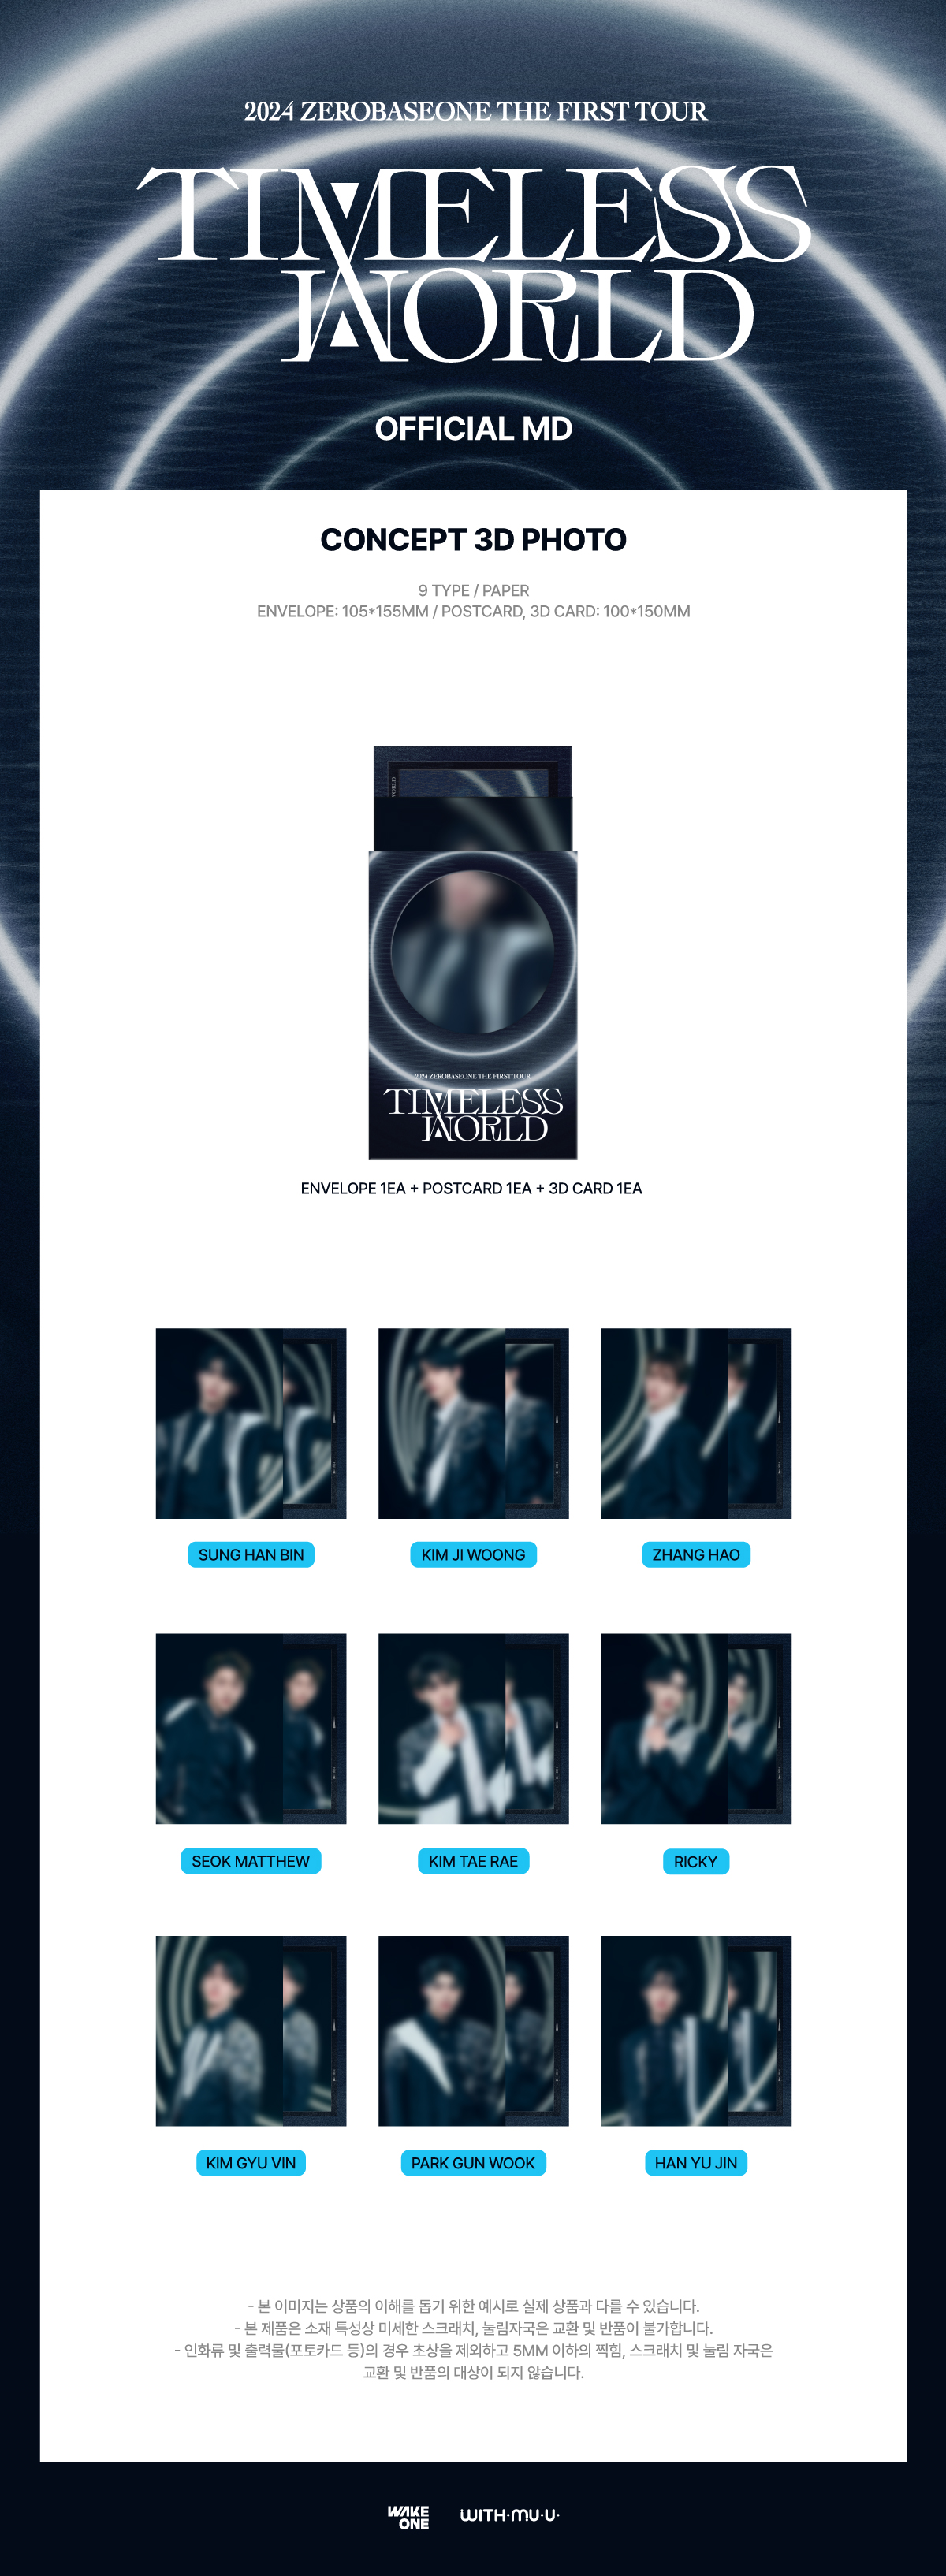 2024 ZEROBASEONE THE FIRST TOUR
TIMELESS
WORLD
OFFICIAL MD
CONCEPT 3D PHOTO
9 TYPE / PAPER
ENVELOPE: 105*155MM / POSTCARD, 3D CARD: 100*150MM
WORLD
2024 ZEROBASEONE THE FIRST TOUR
TIMELESS
WORLD
ENVELOPE 1EA + POSTCARD 1EA + 3D CARD 1EA
SUNG HAN BIN
KIM JI WOONG
ZHANG HAO
SEOK MATTHEW
KIM TAE RAE
RICKY
KIM GYU VIN
PARK GUN WOOK
HAN YU JIN
- 본 이미지는 상품의 이해를 돕기 위한 예시로 실제 상품과 다를 수 있습니다.
- 본 제품은 소재 특성상 미세한 스크래치, 눌림자국은 교환 및 반품이 불가합니다.
- 인화류 및 출력물(포토카드 등)의 경우 초상을 제외하고 5MM 이하의 찍힘, 스크래치 및 눌림 자국은
교환 및 반품의 대상이 되지 않습니다.
WAKE
ONE
WITH·MU·U·